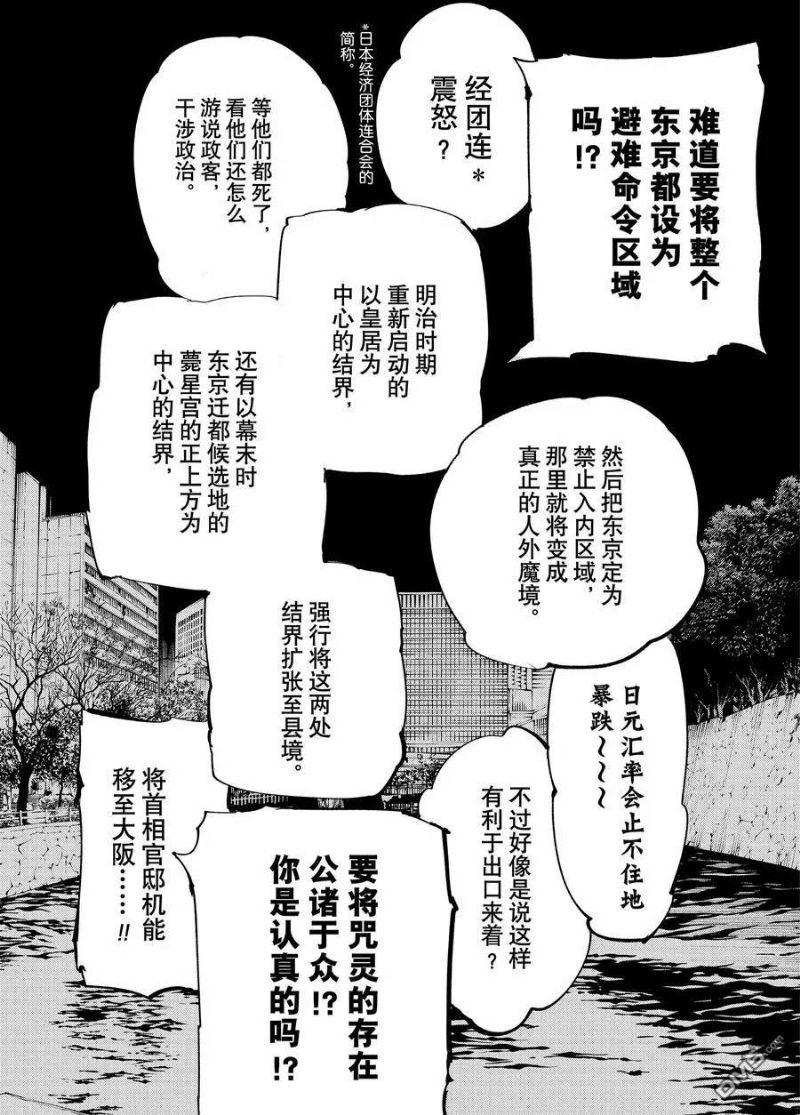 难道要将整个
东京都设为
避难命令区域
吗!?
经团连*
震怒？
*日本经济团体连合会的
简称。
等他们都死了，
看他们还怎么
游说政客，
干涉政治。
明治时期
重新启动的
以皇居为
中心的结界，
还有以幕末时
东京迁都候选地的
薨星宫的正上方为
中心的结界，
然后把东京定为
禁止入内区域，
那里就将变成
真正的人外魔境。
强行将这两处
结界扩张至县境。
日元汇率会止不住地
暴跌～～～
不过好像是说这样
有利于出口来着？
将首相官邸机能
移至大阪……!!
要将咒灵的存在
公诸于众!?
你是认真的吗!?